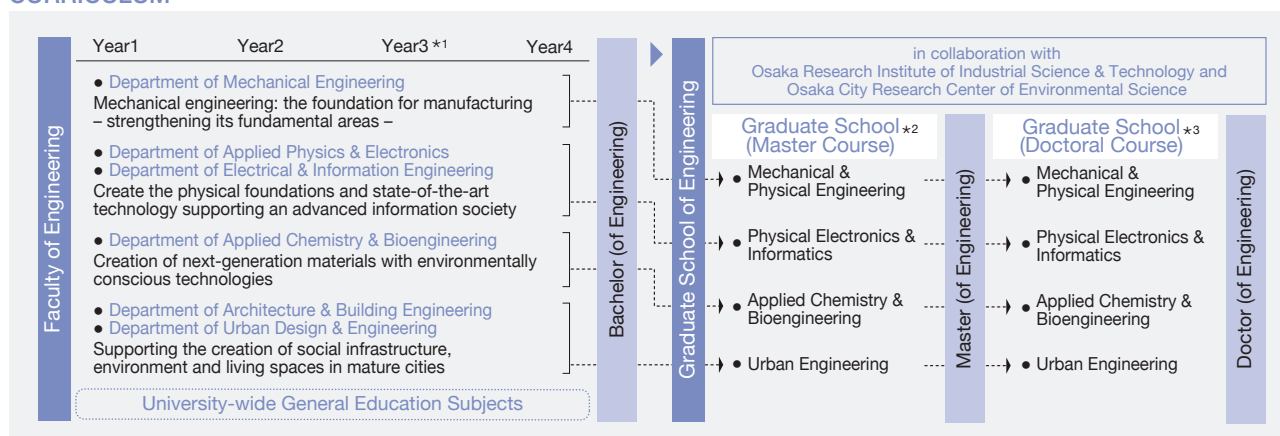 CURRICULUM
Faculty of Engineering
Year1 Year2 Year3 *1 Year4
● Department of Mechanical Engineering
Mechanical engineering: the foundation for manufacturing
– strengthening its fundamental areas –
● Department of Applied Physics & Electronics
● Department of Electrical & Information Engineering
Create the physical foundations and state-of-the-art
technology supporting an advanced information society
● Department of Applied Chemistry & Bioengineering
Creation of next-generation materials with environmentally
conscious technologies
● Department of Architecture & Building Engineering
● Department of Urban Design & Engineering
Supporting the creation of social infrastructure,
environment and living spaces in mature cities
University-wide General Education Subjects
Bachelor (of Engineering)
Graduate School of Engineering
in collaboration with
Osaka Research Institute of Industrial Science & Technology and
Osaka City Research Center of Environmental Science
Graduate School *2
(Master Course)
● Mechanical &
Physical Engineering
● Physical Electronics &
Informatics
● Applied Chemistry &
Bioengineering
● Urban Engineering
Master (of Engineering)
Graduate School *3
(Doctoral Course)
● Mechanical &
Physical Engineering
● Physical Electronics &
Informatics
● Applied Chemistry &
Bioengineering
● Urban Engineering
Doctor (of Engineering)